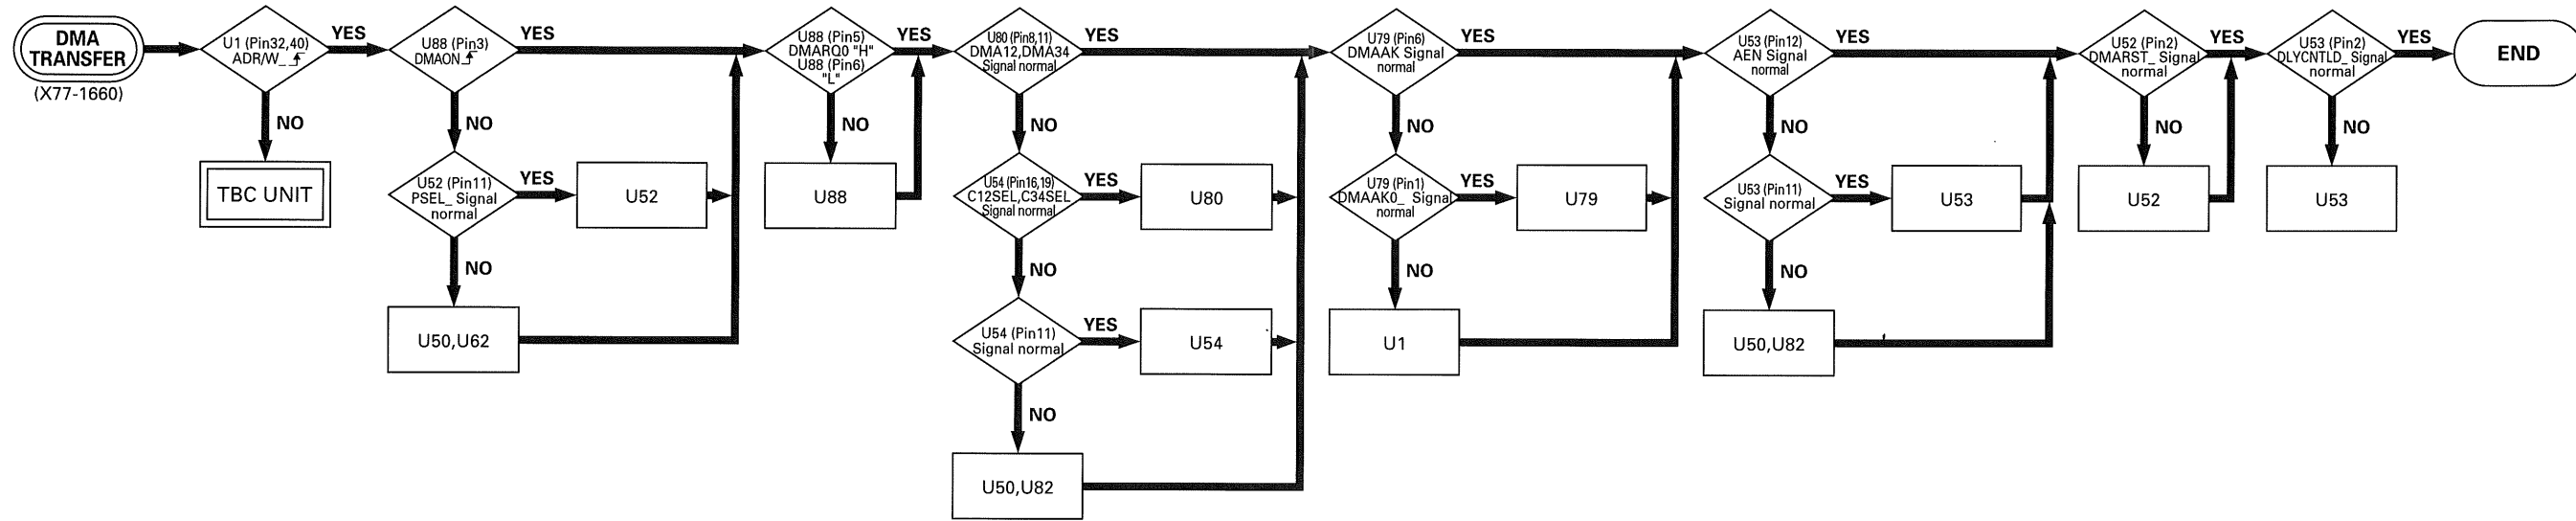 DMA
TRANSFER
(X77-1660)
U1 (Pin32,40)
ADR/W_
YES
NO
TBC UNIT
U88 (Pin3)
DMAON
YES
NO
U52 (Pin11)
PSEL_ Signal
normal
YES
U52
NO
U50,U62
U88 (Pin5)
DMARQ0 "H"
U88 (Pin6)
"L"
YES
NO
U88
U80 (Pin8,11)
DMA12,DMA34
Signal normal
YES
NO
U54 (Pin16,19)
C12SEL,C34SEL
Signal normal
YES
U80
NO
U54 (Pin11)
Signal normal
YES
U54
NO
U50,U82
U79 (Pin6)
DMAAK Signal
normal
YES
NO
U79 (Pin1)
DMAAK0_ Signal
normal
YES
U79
NO
U1
U53 (Pin12)
AEN Signal
normal
YES
NO
U53 (Pin11)
Signal normal
YES
U53
NO
U50,U82
U52 (Pin2)
DMARST_ Signal
normal
YES
NO
U52
U53 (Pin2)
DLYCNTLD_ Signal
normal
YES
NO
U53
END